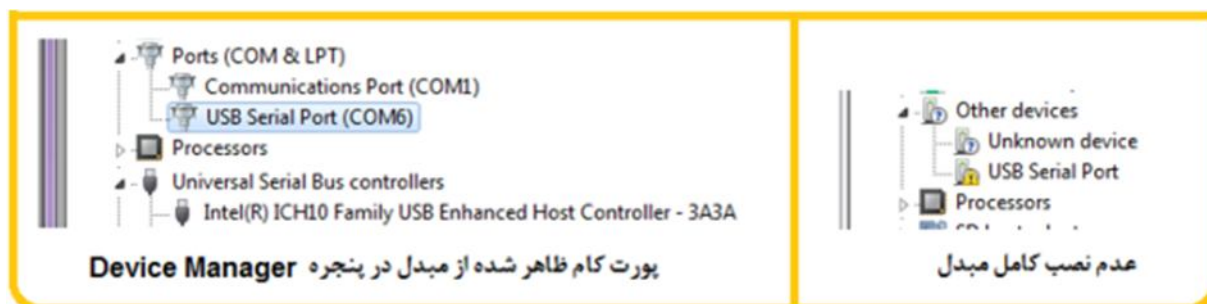 Ports (COM & LPT)
Communications Port (COM1)
USB Serial Port (COM6)
Processors
Universal Serial Bus controllers
Intel(R) ICH10 Family USB Enhanced Host Controller - 3A3A
پورت کام ظاهر شده از مبدل در پنجره Device Manager
Other devices
Unknown device
USB Serial Port
Processors
عدم نصب کامل مبدل